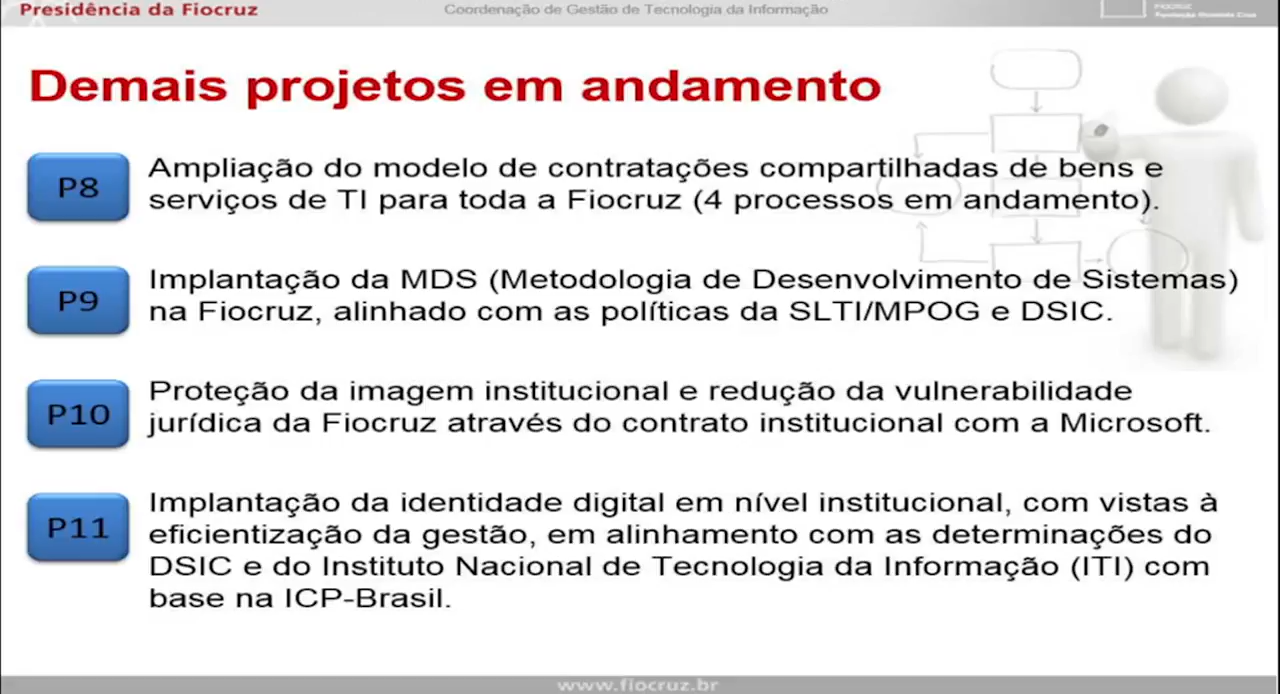 Presidência da Fiocruz
Coordenação de Gestão de Tecnologia da Informação
FIOCRUZ
Fundação Oswaldo Cruz
Demais projetos em andamento
P8
Ampliação do modelo de contratações compartilhadas de bens e
serviços de TI para toda a Fiocruz (4 processos em andamento).
P9
Implantação da MDS (Metodologia de Desenvolvimento de Sistemas)
na Fiocruz, alinhado com as políticas da SLTI/MPOG e DSIC.
P10
Proteção da imagem institucional e redução da vulnerabilidade
jurídica da Fiocruz através do contrato institucional com a Microsoft.
P11
Implantação da identidade digital em nível institucional, com vistas à
eficientização da gestão, em alinhamento com as determinações do
DSIC e do Instituto Nacional de Tecnologia da Informação (ITI) com
base na ICP-Brasil.
www.fiocruz.br